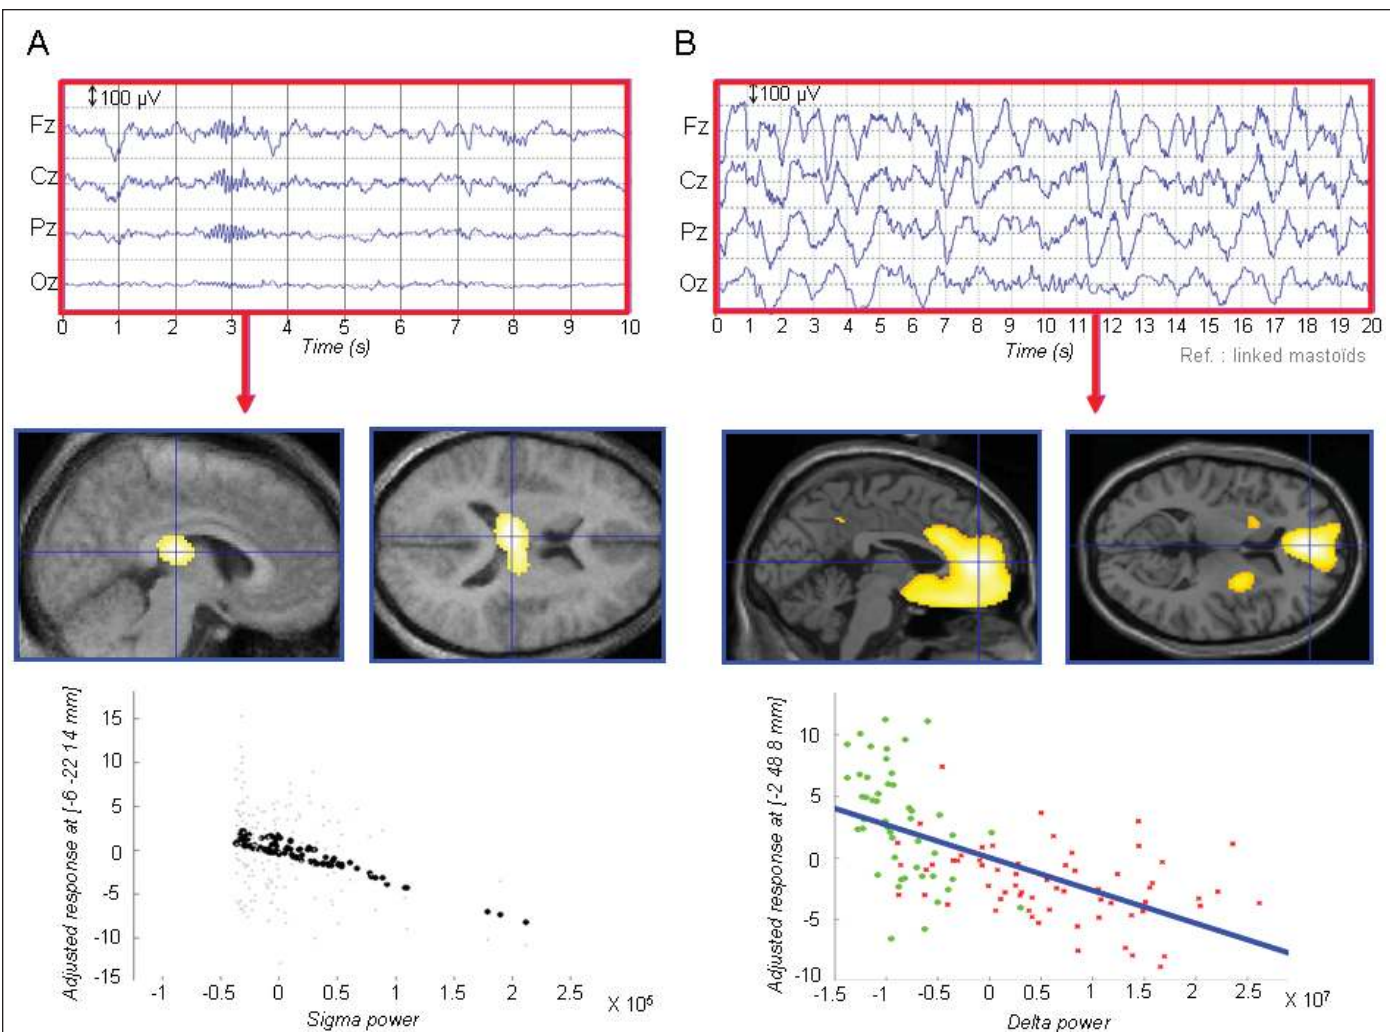 A
B
100 µV
Fz
Cz
Pz
Oz
0 1 2 3 4 5 6 7 8 9 10
Time (s)
100 µV
Fz
Cz
Pz
Oz
0 1 2 3 4 5 6 7 8 9 10 11 12 13 14 15 16 17 18 19 20
Time (s)
Ref. : linked mastoïds
Adjusted response at [-6 -22 14 mm]
15
10
5
0
-5
-10
-15
-1 0 0.5 1 2 2.5 X 10⁵
Sigma power
Adjusted response at [-2 48 8 mm]
10
5
0
-5
-10
-1.5 -1 -0.5 0 0.5 1 1.5 2 2.5 X 10⁷
Delta power